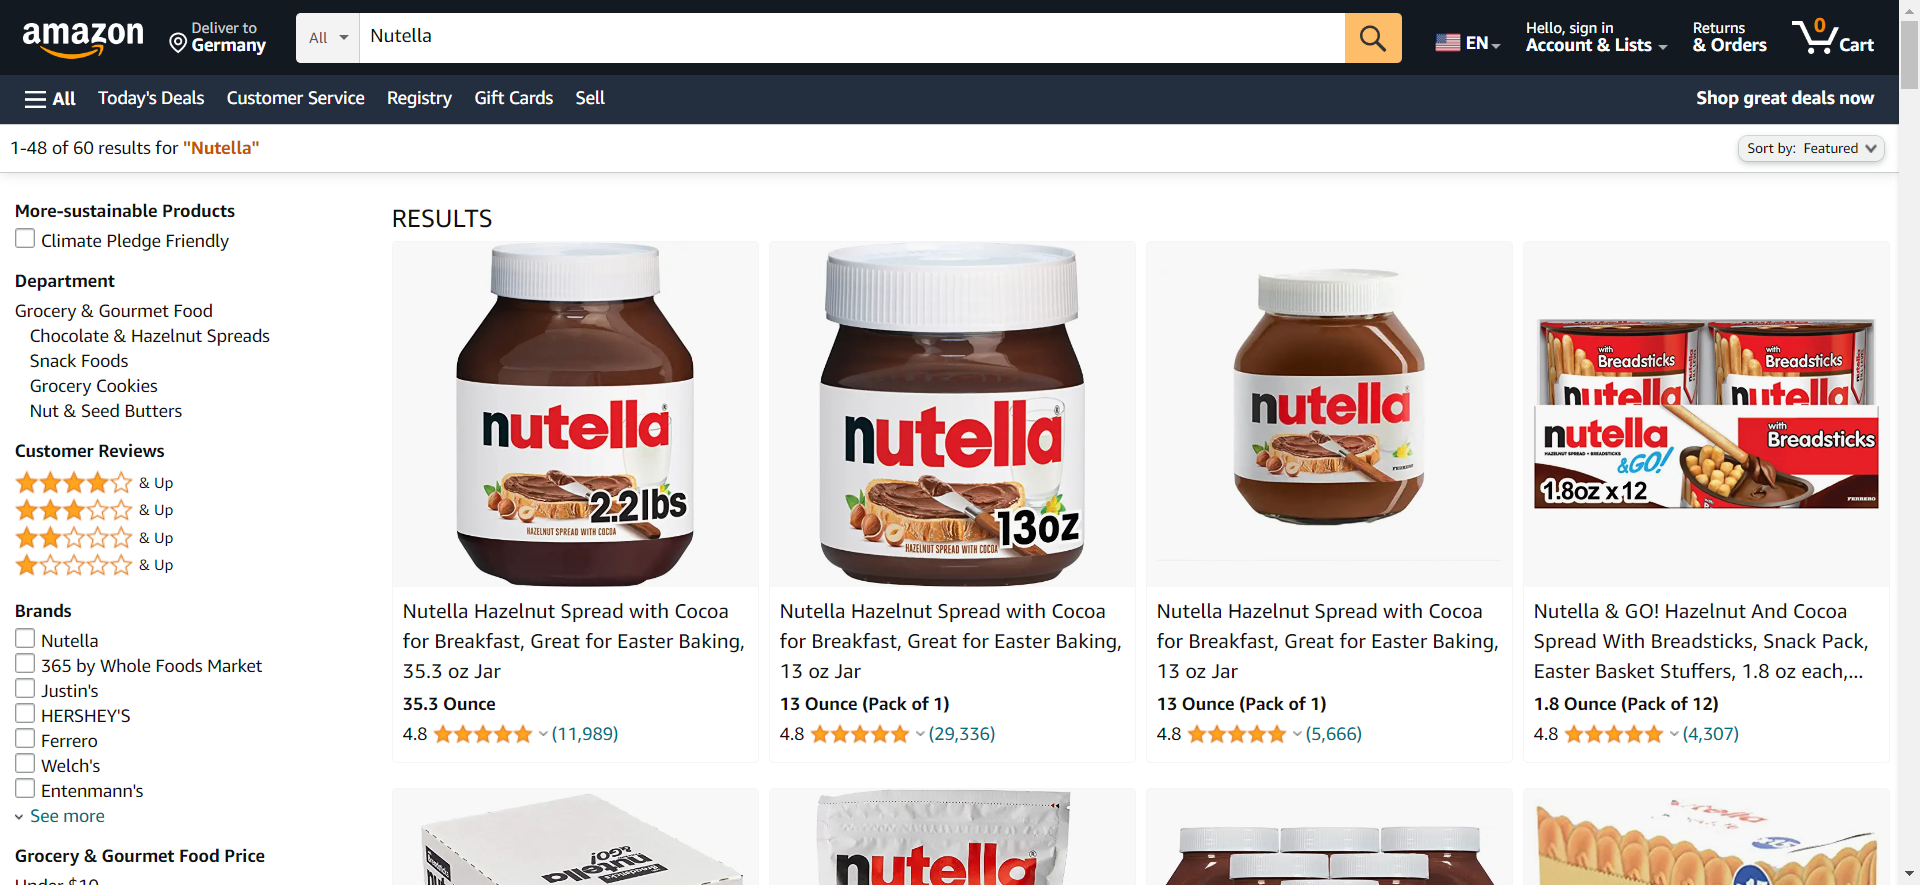 amazon
Deliver to
Germany
All
Nutella
EN
Hello, sign in
Account & Lists
Returns
& Orders
0
Cart
All
Today's Deals
Customer Service
Registry
Gift Cards
Sell
Shop great deals now
1-48 of 60 results for "Nutella"
Sort by: Featured
More-sustainable Products
Climate Pledge Friendly
Department
Grocery & Gourmet Food
Chocolate & Hazelnut Spreads
Snack Foods
Grocery Cookies
Nut & Seed Butters
Customer Reviews
& Up
& Up
& Up
& Up
Brands
Nutella
365 by Whole Foods Market
Justin's
HERSHEY'S
Ferrero
Welch's
Entenmann's
See more
Grocery & Gourmet Food Price
Under $10
RESULTS
nutella
2.2lbs
HAZELNUT SPREAD WITH COCOA
Nutella Hazelnut Spread with Cocoa
for Breakfast, Great for Easter Baking,
35.3 oz Jar
35.3 Ounce
4.8
(11,989)
nutella
13oz
HAZELNUT SPREAD WITH COCOA
Nutella Hazelnut Spread with Cocoa
for Breakfast, Great for Easter Baking,
13 oz Jar
13 Ounce (Pack of 1)
4.8
(29,336)
nutella
FERRERO
Nutella Hazelnut Spread with Cocoa
for Breakfast, Great for Easter Baking,
13 oz Jar
13 Ounce (Pack of 1)
4.8
(5,666)
with
Breadsticks
nutella
with
Breadsticks
nutella
nutella
HAZELNUT SPREAD + BREADSTICKS
&GO!
with
Breadsticks
1.8oz x 12
FERRERO
Nutella & GO! Hazelnut And Cocoa
Spread With Breadsticks, Snack Pack,
Easter Basket Stuffers, 1.8 oz each,...
1.8 Ounce (Pack of 12)
4.8
(4,307)
nutella
&GO!
nutella
nutella